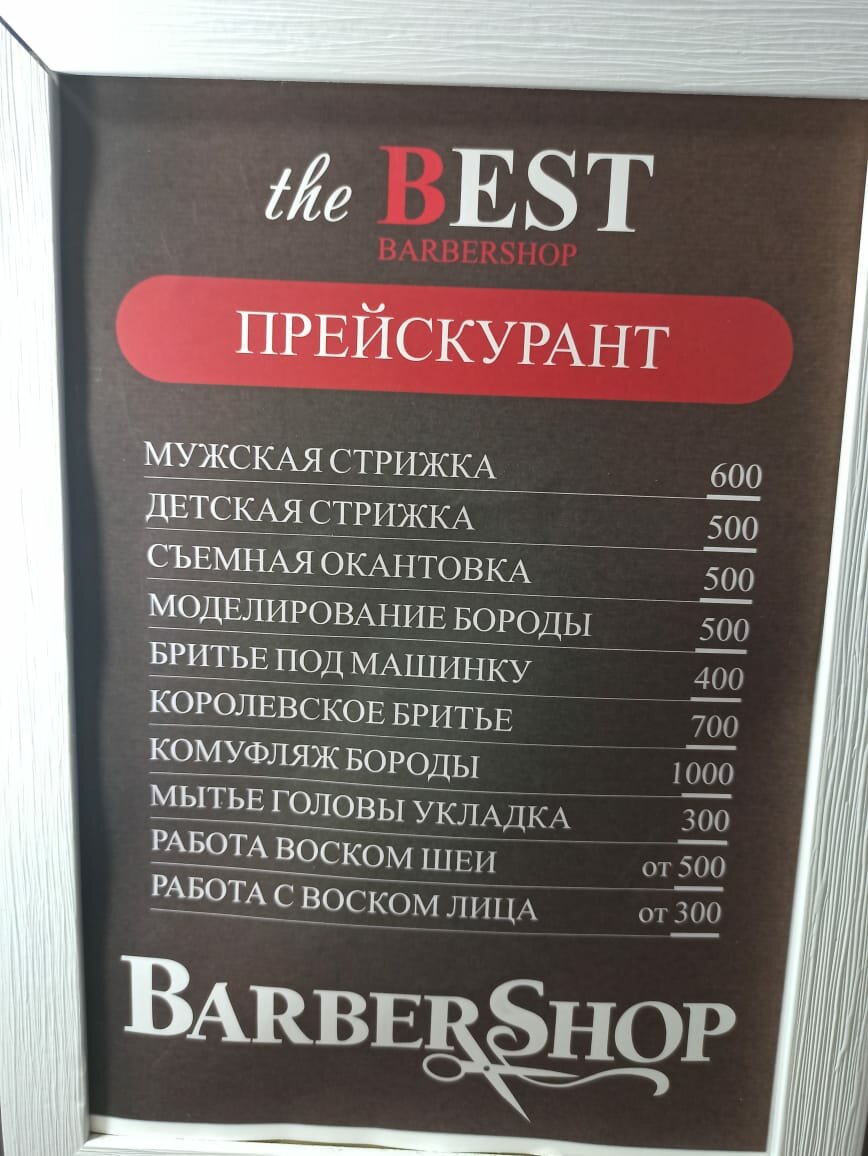 the BEST
BARBERSHOP
ПРЕЙСКУРАНТ
МУЖСКАЯ СТРИЖКА 600
ДЕТСКАЯ СТРИЖКА 500
СЪЕМНАЯ ОКАНТОВКА 500
МОДЕЛИРОВАНИЕ БОРОДЫ 500
БРИТЬЕ ПОД МАШИНКУ 400
КОРОЛЕВСКОЕ БРИТЬЕ 700
КОМУФЛЯЖ БОРОДЫ 1000
МЫТЬЕ ГОЛОВЫ УКЛАДКА 300
РАБОТА ВОСКОМ ШЕИ от 500
РАБОТА С ВОСКОМ ЛИЦА от 300
BARBERSHOP